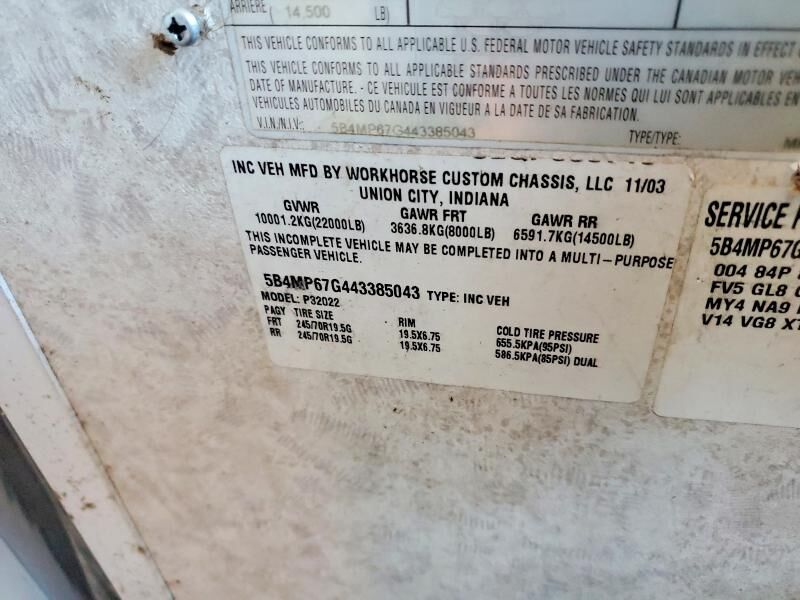 ARRIÈRE ( 14,500 LB)
THIS VEHICLE CONFORMS TO ALL APPLICABLE U.S. FEDERAL MOTOR VEHICLE SAFETY STANDARDS IN EFFECT
THIS VEHICLE CONFORMS TO ALL APPLICABLE STANDARDS PRESCRIBED UNDER THE CANADIAN MOTOR
DATE OF MANUFACTURE. - CE VEHICULE EST CONFORME A TOUTES LES NORMES QUI LUI SONT APPLICABLES
VEHICLES AUTOMOBILES DU CANADA EN VIGUEUR A LA DATE DE SA FABRICATION.
V.I.N./N.I.V.: 5B4MP67G443385043 TYPE/TYPE:
INC VEH MFD BY WORKHORSE CUSTOM CHASSIS, LLC 11/03
UNION CITY, INDIANA
GVWR GAWR FRT GAWR RR
10001.2KG(22000LB) 3636.8KG(8000LB) 6591.7KG(14500LB)
THIS INCOMPLETE VEHICLE MAY BE COMPLETED INTO A MULTI-PURPOSE
PASSENGER VEHICLE.
5B4MP67G443385043 TYPE: INC VEH
MODEL: P32022
PAGY TIRE SIZE RIM COLD TIRE PRESSURE
FRT 245/70R19.5G 19.5X6.75 655.5KPA(95PSI)
RR 245/70R19.5G 19.5X6.75 586.5KPA(85PSI) DUAL
SERVICE
5B4MP67G
004 84P
FV5 GL8
MY4 NA9
V14 VG8